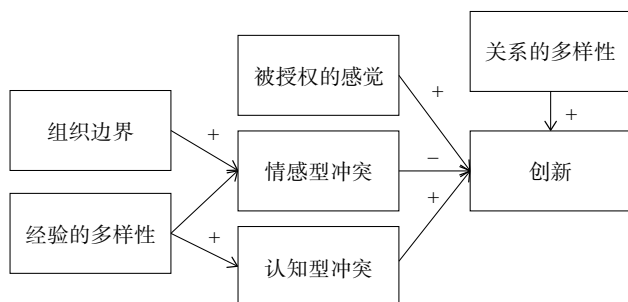 关系的多样性
被授权的感觉
+
组织边界
+
+
情感型冲突
−
创新
+
经验的多样性
+
认知型冲突